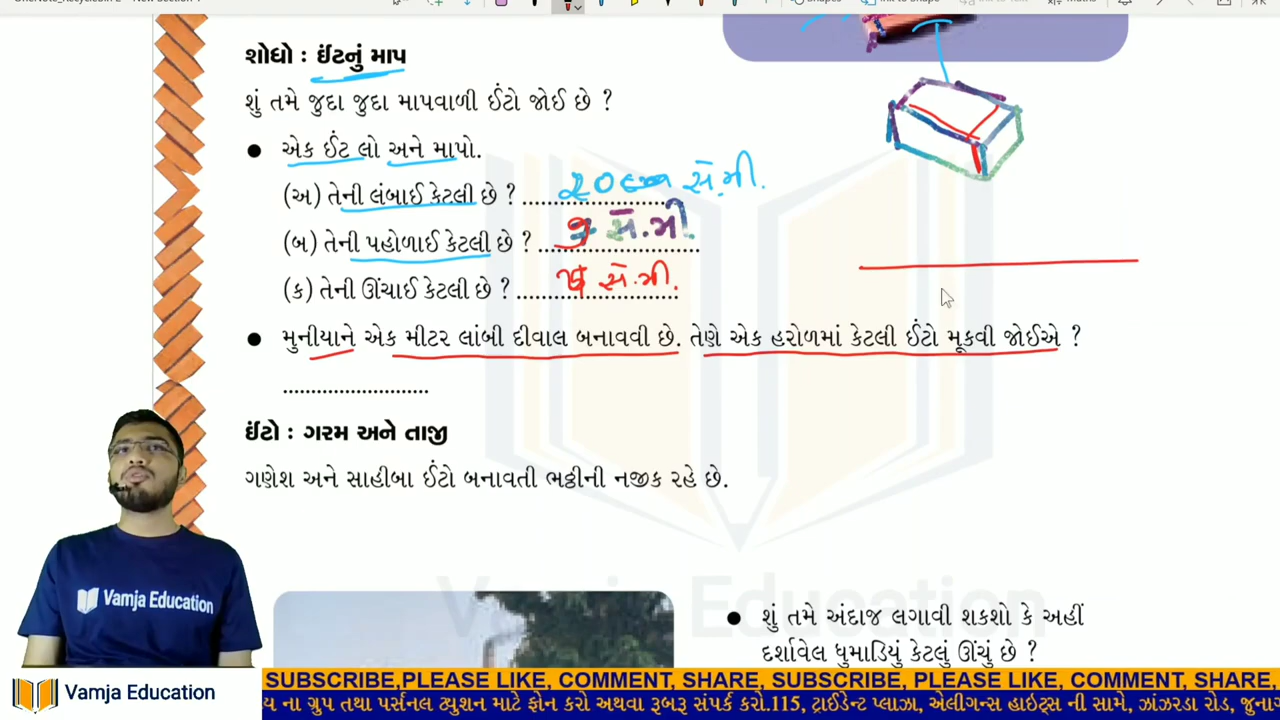 શોધો : ઈંટનું માપ
શું તમે જુદા જુદા માપવાળી ઈંટો જોઈ છે ?
● એક ઈંટ લો અને માપો.
(અ) તેની લંબાઈ કેટલી છે ? ..................... ૨૦ સે.મી.
(બ) તેની પહોળાઈ કેટલી છે ? ........................ સે.મી.
(ક) તેની ઊંચાઈ કેટલી છે ? ........................ સે.મી.
● મુનીયાને એક મીટર લાંબી દીવાલ બનાવવી છે. તેણે એક હરોળમાં કેટલી ઈંટો મૂકવી જોઈએ ?
.........................
ઈંટો : ગરમ અને તાજી
ગણેશ અને સાહીબા ઈંટો બનાવતી ભઠ્ઠીની નજીક રહે છે.
● શું તમે અંદાજ લગાવી શકશો કે અહીં
દર્શાવેલ ધુમાડિયું કેટલું ઊંચું છે ?
Vamja Education
Vamja Education
SUBSCRIBE,PLEASE LIKE, COMMENT, SHARE, SUBSCRIBE, PLEASE LIKE, COMMENT, SHARE,
ના ગ્રુપ તથા પર્સનલ ટ્યુશન માટે ફોન કરો અથવા રૂબરૂ સંપર્ક કરો.115, ટ્રાઈડેન્ટ પ્લાઝા, એલીગન્સ હાઇટ્સ ની સામે, ઝાંઝરડા રોડ,